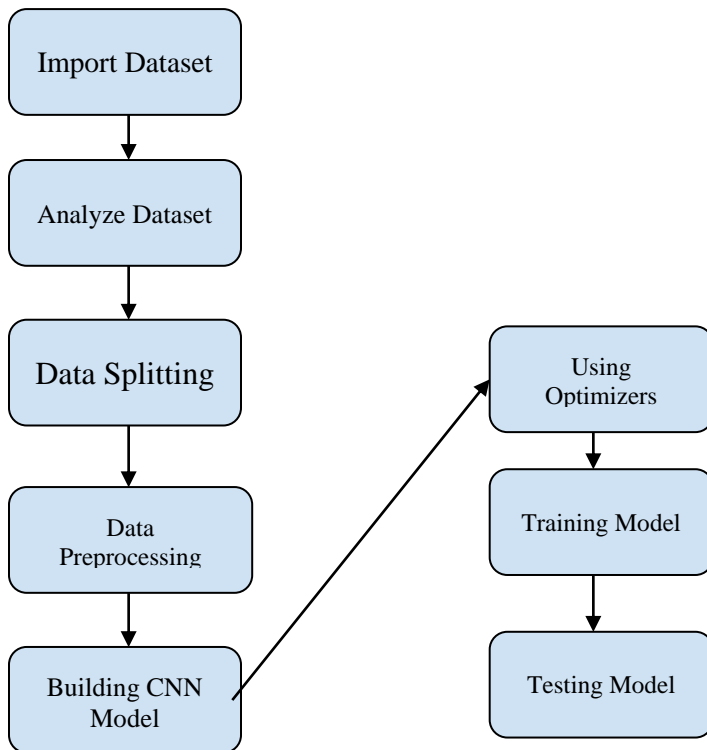 Import Dataset
Analyze Dataset
Data Splitting
Data
Preprocessing
Building CNN
Model
Using
Optimizers
Training Model
Testing Model